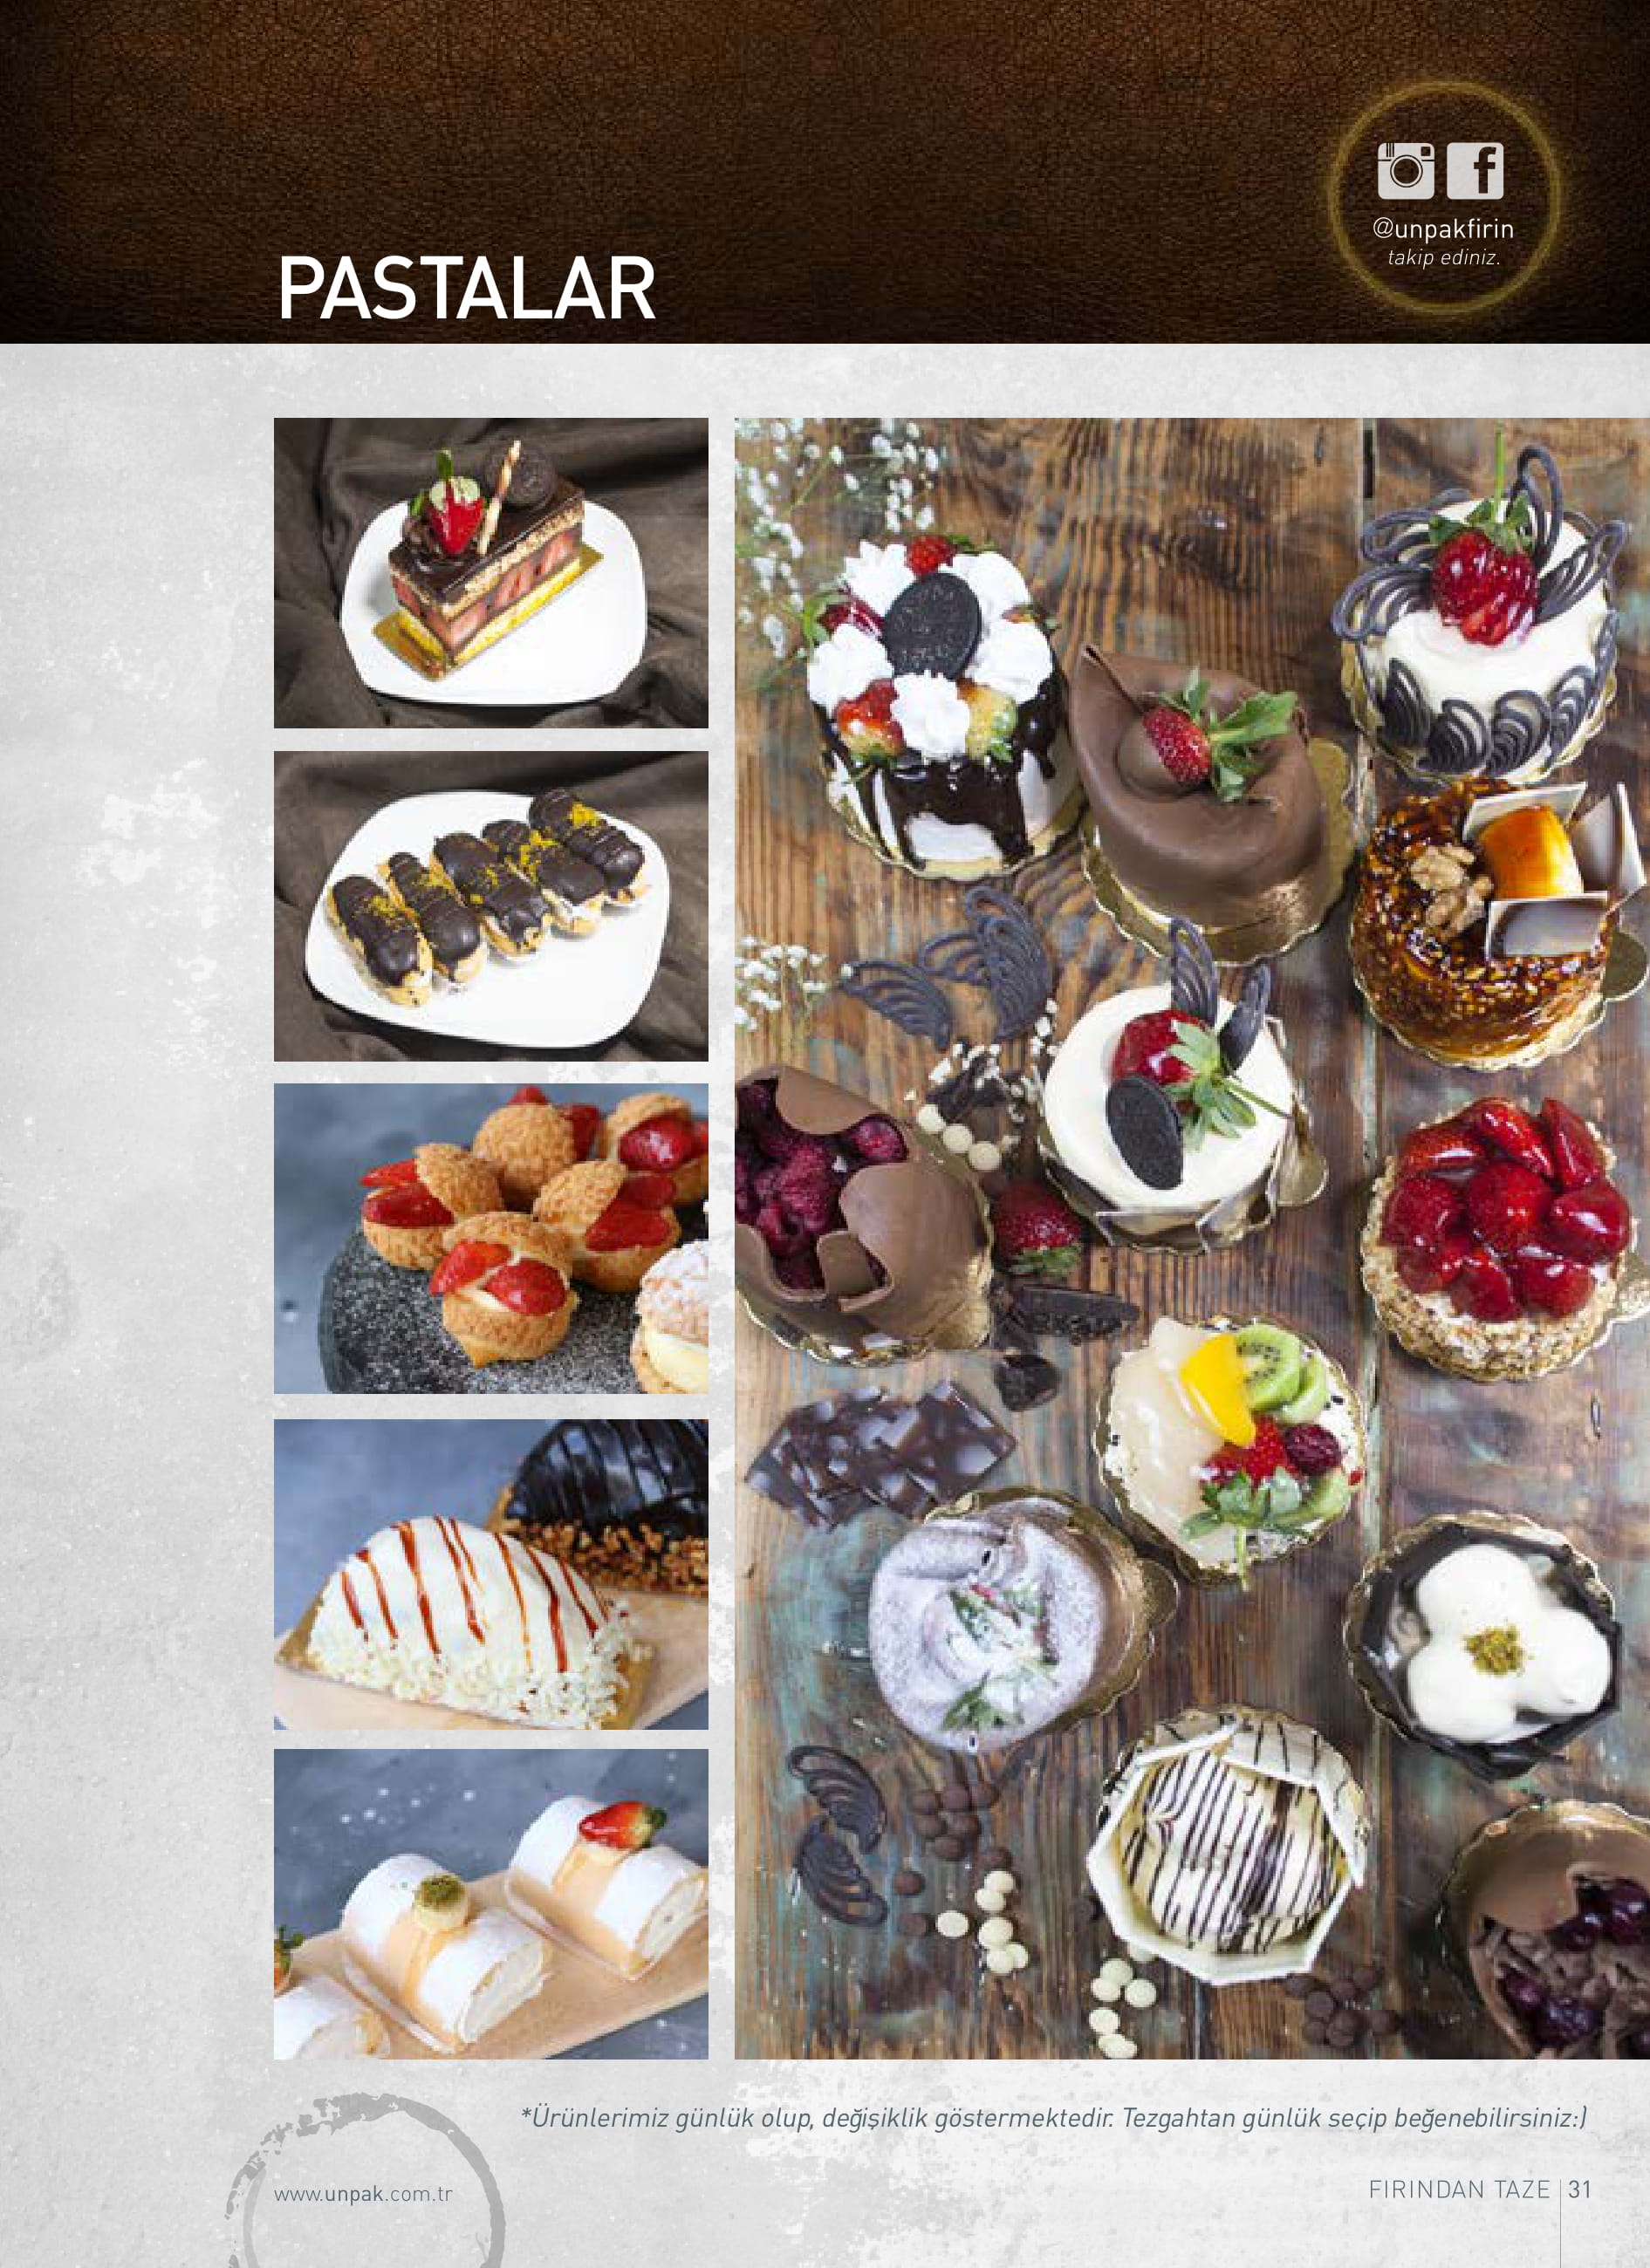 @unpakfirin
takip ediniz.
PASTALAR
*Ürünlerimiz günlük olup, değişiklik göstermektedir. Tezgahtan günlük seçip beğenebilirsiniz:)
www.unpak.com.tr
FIRINDAN TAZE | 31